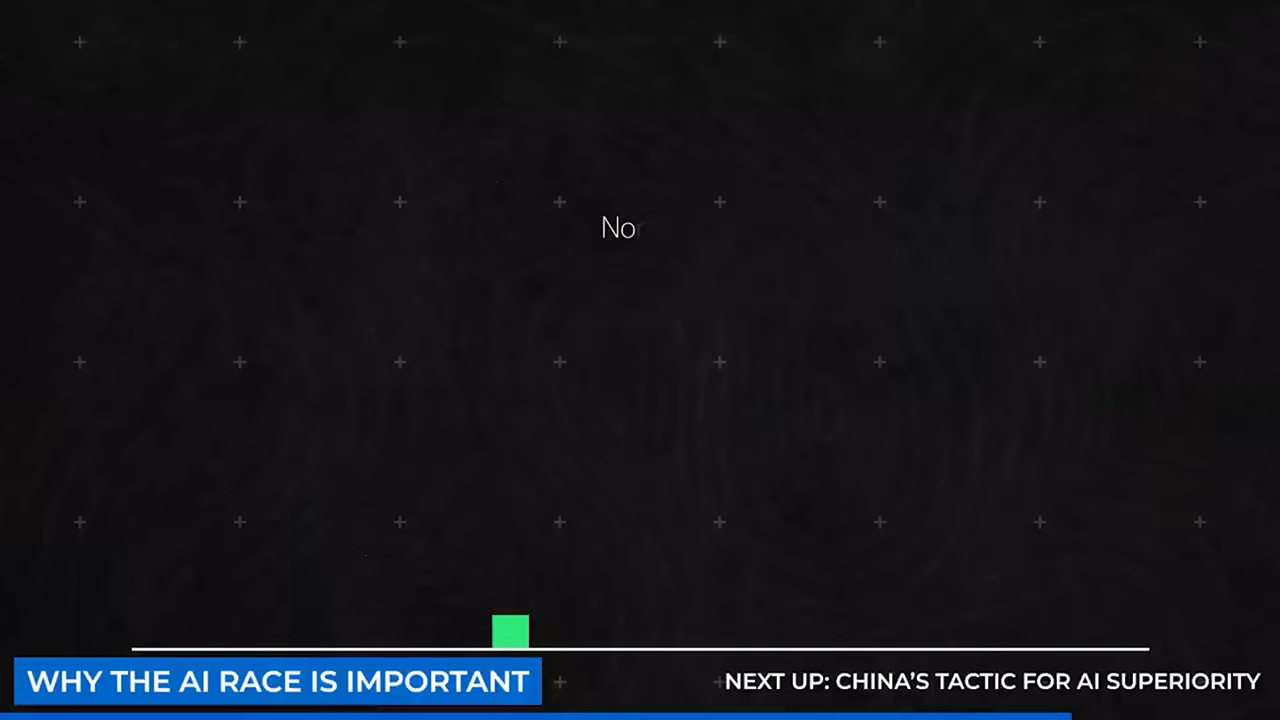 No
WHY THE AI RACE IS IMPORTANT
NEXT UP: CHINA'S TACTIC FOR AI SUPERIORITY